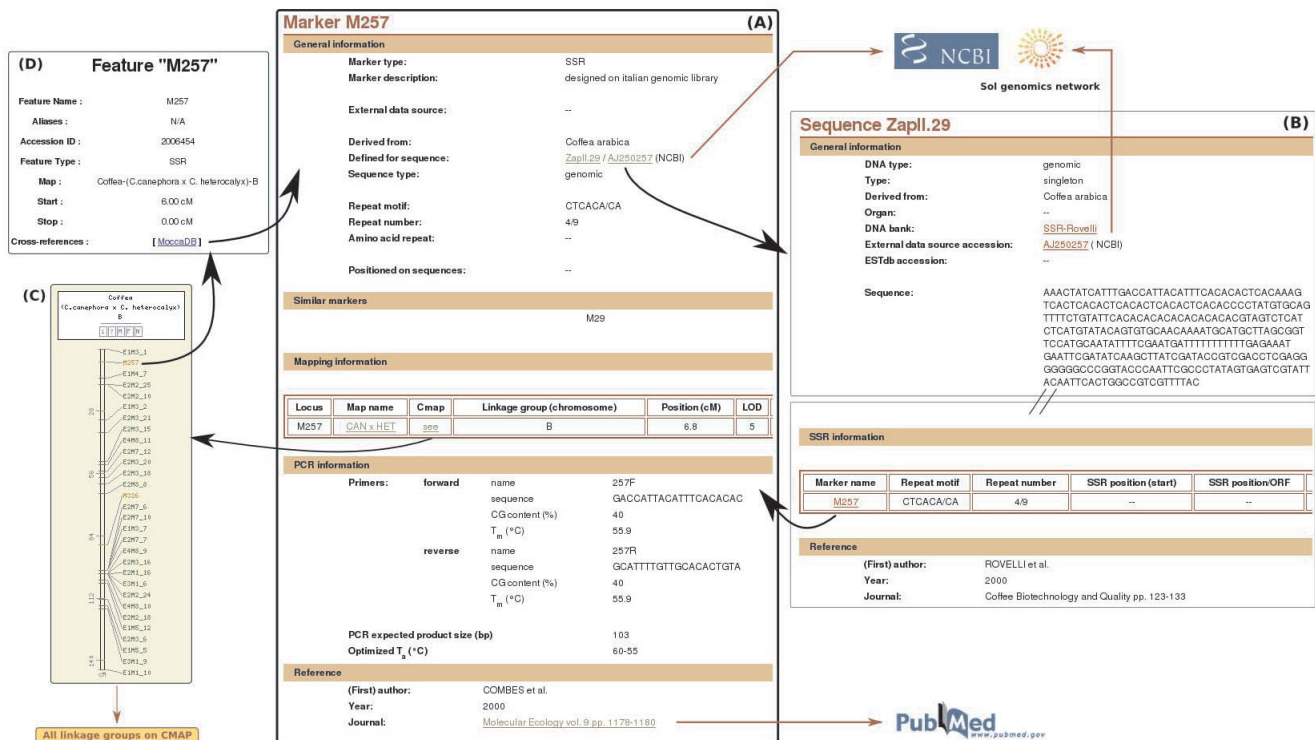 Marker M257
(A)
General information
Marker type: SSR
Marker description: designed on italian genomic library
External data source: --
Derived from: Coffea arabica
Defined for sequence: ZapII.29 / AJ250257 (NCBI)
Sequence type: genomic
Repeat motif: CTCACA/CA
Repeat number: 4/9
Amino acid repeat: --
Positioned on sequences: --
Similar markers
M29
Mapping information
Locus Map name Cmap Linkage group (chromosome) Position (cM) LOD
M257 CAN x HET see B 6.8 5
PCR information
Primers: forward name 257F
sequence GACCATTACATTTCACACAC
CG content (%) 40
Tm (°C) 55.9
reverse name 257R
sequence GCATTTTGTTGCACACTGTA
CG content (%) 40
Tm (°C) 55.9
PCR expected product size (bp) 103
Optimized Ta (°C) 60-55
Reference
(First) author: COMBES et al.
Year: 2000
Journal: Molecular Ecology vol. 9 pp. 1178-1180
(D) Feature "M257"
Feature Name : M257
Aliases : N/A
Accession ID : 2006454
Feature Type : SSR
Map : Coffea-(C.canephora x C. heterocalyx)-B
Start : 6.00 cM
Stop : 0.00 cM
Cross-references : [ MoccaDB ]
(C)
Coffea
(C.canephora x C. heterocalyx)
B
E1M3_1
M257
E1M4_7
E2M2_25
E2M2_10
E1M3_2
E2M3_21
E2M3_15
E4M8_11
E2M7_12
E2M3_20
E2M3_18
E2M8_8
M326
E2M7_6
E2M7_10
E1M3_7
E2M7_7
E4M8_9
E2M3_16
E2M1_16
E3M1_6
E2M2_24
E4M8_10
E2M2_18
E1M5_12
E2M3_6
E1M5_5
E3M1_9
E1M1_10
28
56
84
112
140
cM
All linkage groups on CMAP
NCBI
Sol genomics network
Sequence ZapII.29
(B)
General information
DNA type: genomic
Type: singleton
Derived from: Coffea arabica
Organ: --
DNA bank: SSR-Rovelli
External data source accession: AJ250257 ( NCBI)
ESTdb accession: --
Sequence: AAACTATCATTTGACCATTACATTTCACACACTCACAAAG
TCACTCACACTCACACTCACACTCACACCCCTATGTGCAG
TTTTCTGTATTCACACACACACACACACGTAGTCTCAT
CTCATGTATACAGTGTGCAACAAAATGCATGCTTAGCGGT
TCCATGCAATATTTTCGAATGATTTTTTTTTTTGAGAAAT
GAATTCGATATCAAGCTTATCGATACCGTCGACCTCGAGG
GGGGGCCCGGTACCCAATTCGCCCTATAGTGAGTCGTATT
ACAATTCACTGGCCGTCGTTTTAC
SSR information
Marker name Repeat motif Repeat number SSR position (start) SSR position/ORF
M257 CTCACA/CA 4/9 -- --
Reference
(First) author: ROVELLI et al.
Year: 2000
Journal: Coffee Biotechnology and Quality pp. 123-133
PubMed
www.pubmed.gov